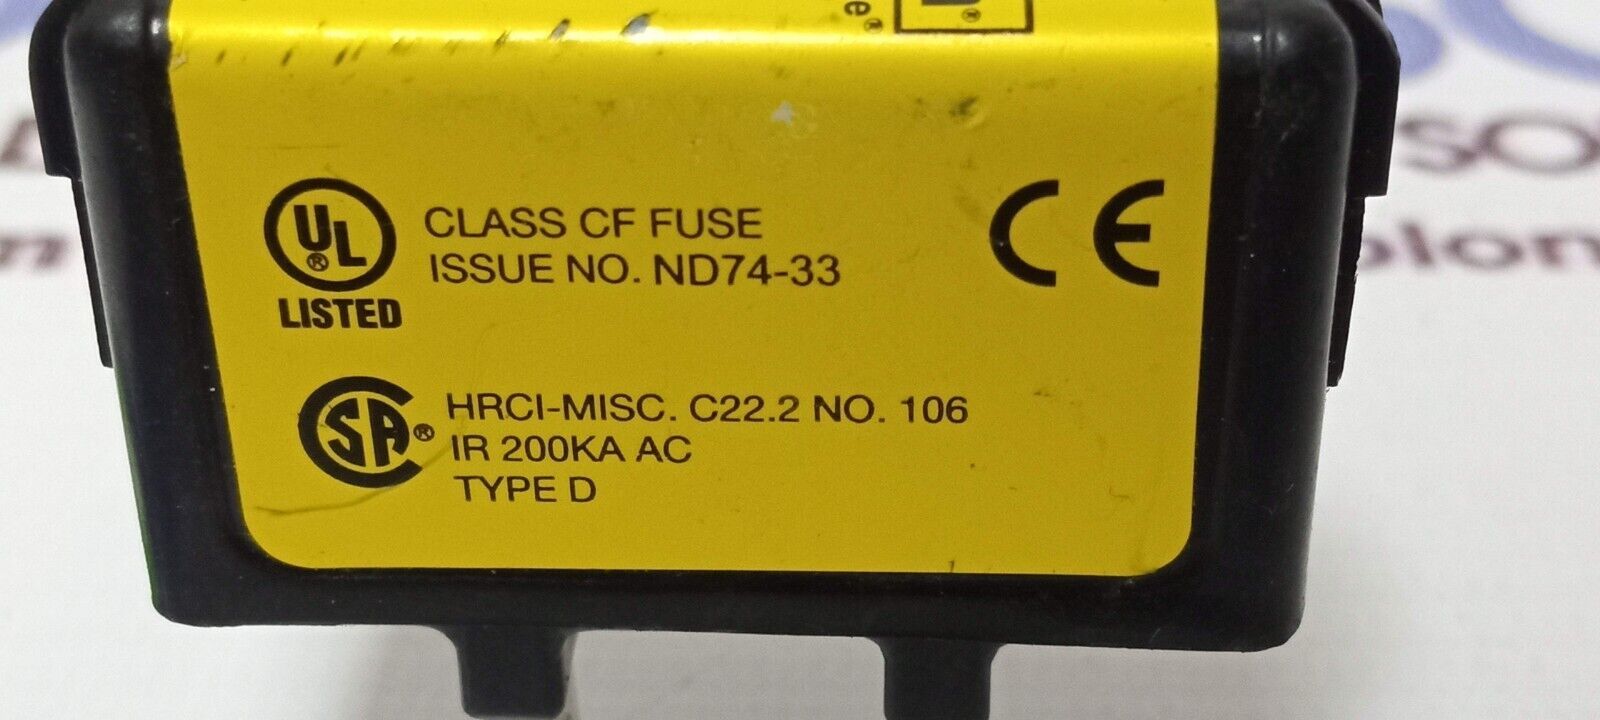 UL®
LISTED
CLASS CF FUSE
ISSUE NO. ND74-33
CE
SA®
HRCI-MISC. C22.2 NO. 106
IR 200KA AC
TYPE D